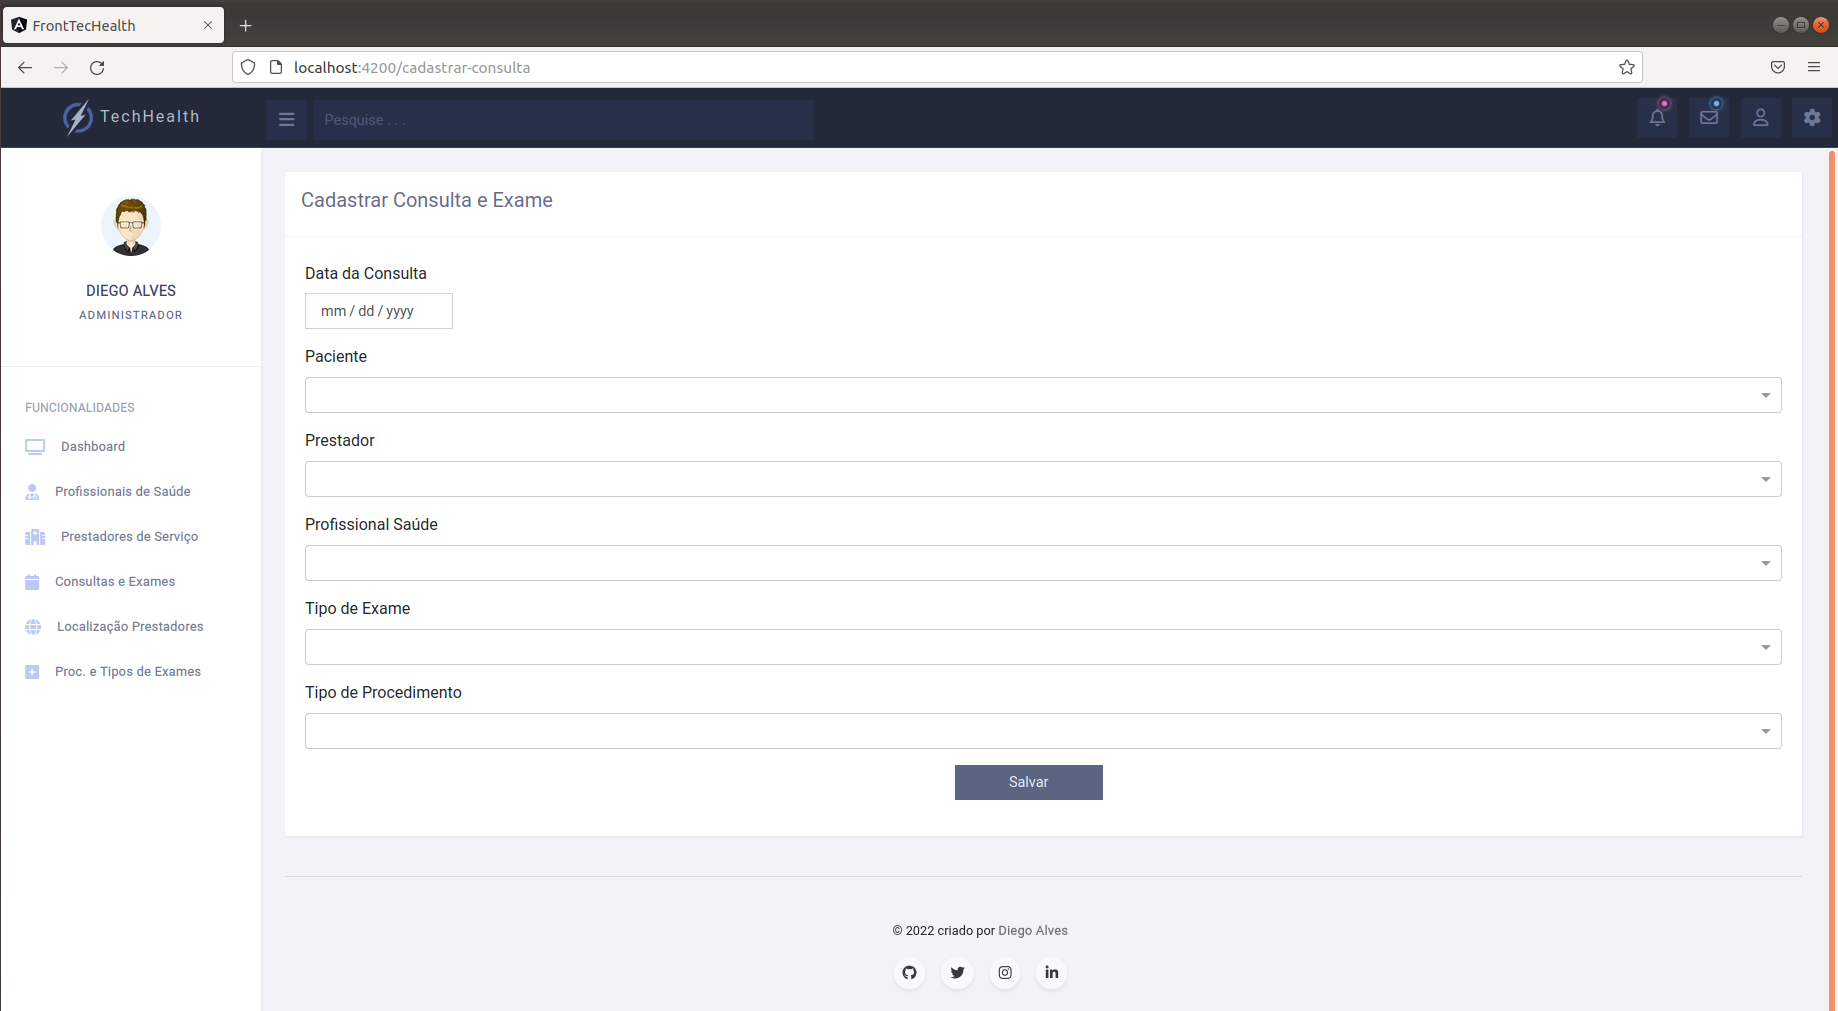 FrontTecHealth
localhost:4200/cadastrar-consulta
TechHealth
Pesquise . . .
DIEGO ALVES
ADMINISTRADOR
FUNCIONALIDADES
Dashboard
Profissionais de Saúde
Prestadores de Serviço
Consultas e Exames
Localização Prestadores
Proc. e Tipos de Exames
Cadastrar Consulta e Exame
Data da Consulta
mm / dd / yyyy
Paciente
Prestador
Profissional Saúde
Tipo de Exame
Tipo de Procedimento
Salvar
© 2022 criado por Diego Alves